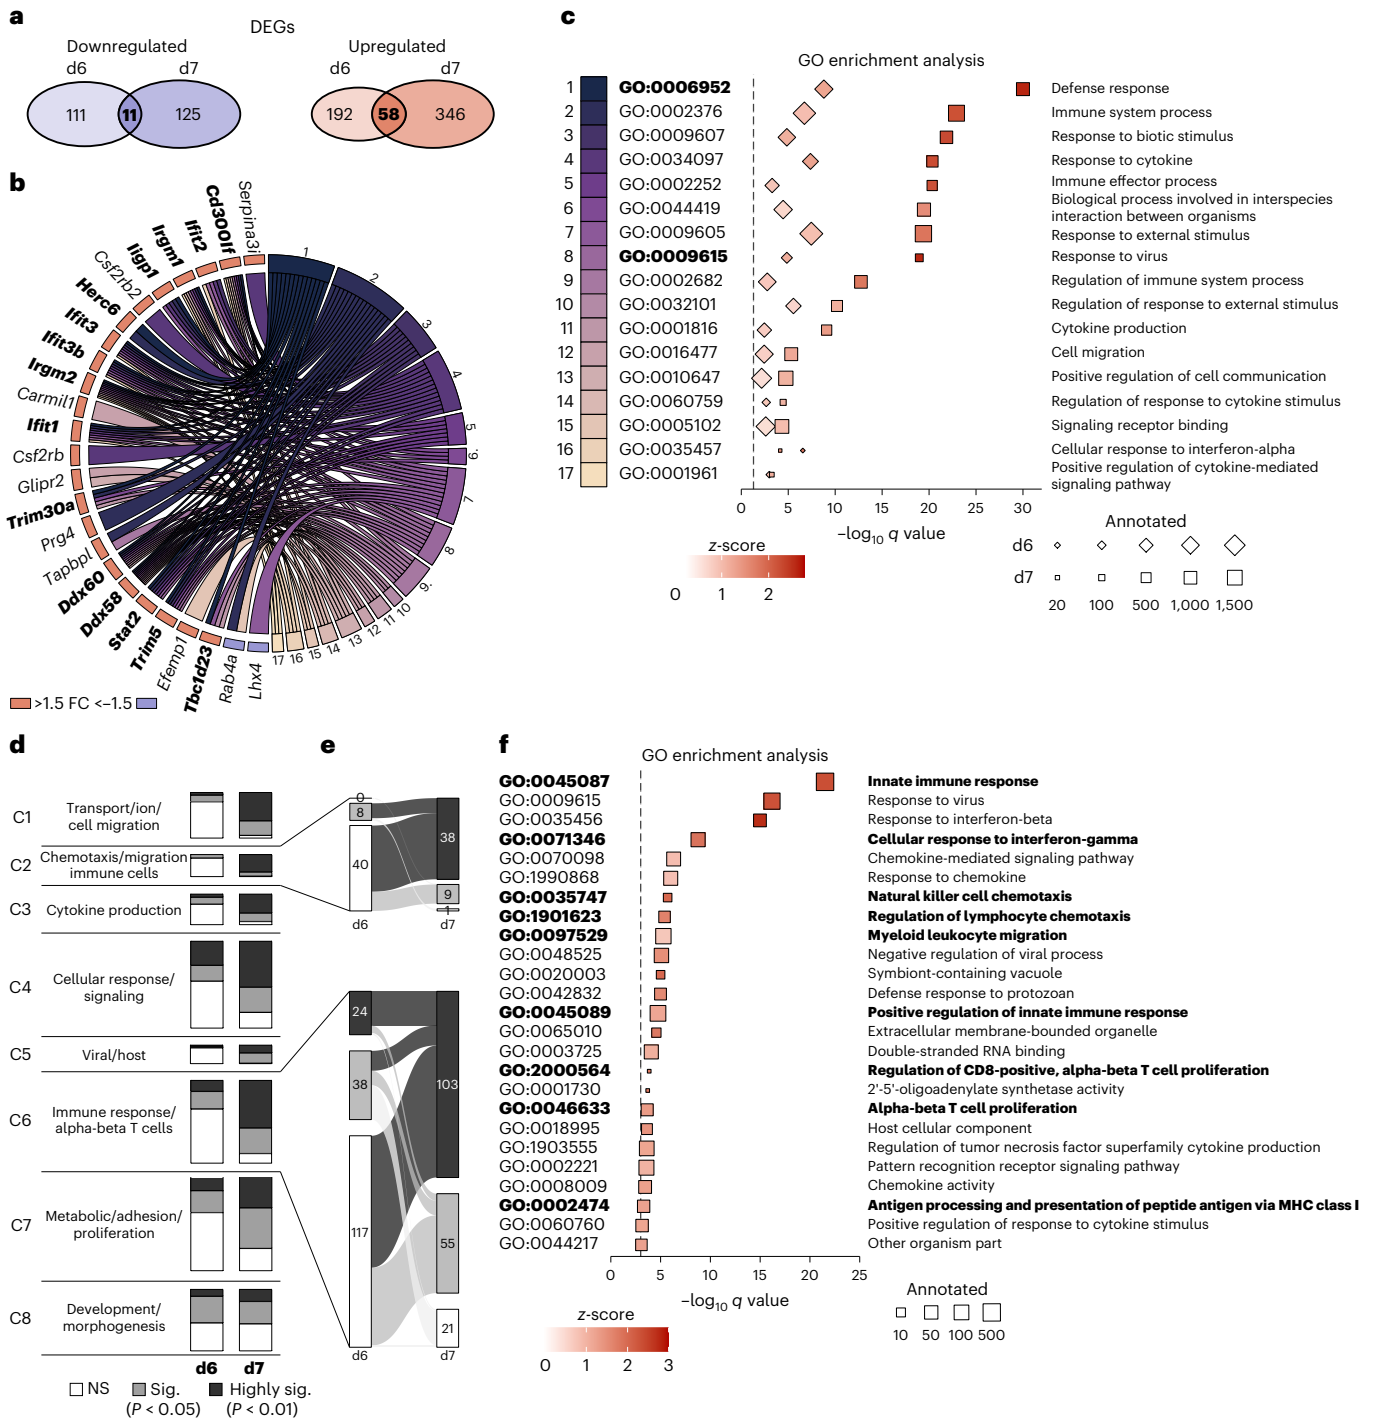 a
DEGs
Downregulated
d6
d7
111
11
125
Upregulated
d6
d7
192
58
346
b
Serpina3i
Cd300lf
Ifit2
Irgm1
Iigp1
Csf2rb2
Herc6
Ifit3
Ifit3b
Irgm2
Carmil1
Ifit1
Csf2rb
Glipr2
Trim30a
Prg4
Tapbpl
Ddx60
Ddx58
Stat2
Trim5
Efemp1
Tbc1d23
Rab4a
Lhx4
1
2
3
4
5
6.
7
8
9.
10
11
12
13
14
15
16
17
>1.5 FC <–1.5
c
GO enrichment analysis
1 GO:0006952 Defense response
2 GO:0002376 Immune system process
3 GO:0009607 Response to biotic stimulus
4 GO:0034097 Response to cytokine
5 GO:0002252 Immune effector process
6 GO:0044419 Biological process involved in interspecies
interaction between organisms
7 GO:0009605 Response to external stimulus
8 GO:0009615 Response to virus
9 GO:0002682 Regulation of immune system process
10 GO:0032101 Regulation of response to external stimulus
11 GO:0001816 Cytokine production
12 GO:0016477 Cell migration
13 GO:0010647 Positive regulation of cell communication
14 GO:0060759 Regulation of response to cytokine stimulus
15 GO:0005102 Signaling receptor binding
16 GO:0035457 Cellular response to interferon-alpha
17 GO:0001961 Positive regulation of cytokine-mediated
signaling pathway
0 5 10 15 20 25 30
–log10 q value
z-score
0 1 2
Annotated
d6
d7
20 100 500 1,000 1,500
d
C1 Transport/ion/
cell migration
C2 Chemotaxis/migration
immune cells
C3 Cytokine production
C4 Cellular response/
signaling
C5 Viral/host
C6 Immune response/
alpha-beta T cells
C7 Metabolic/adhesion/
proliferation
C8 Development/
morphogenesis
d6 d7
NS Sig. Highly sig.
(P < 0.05) (P < 0.01)
e
0
8
40
38
9
1
d6 d7
24
38
117
103
55
21
d6 d7
f
GO enrichment analysis
GO:0045087 Innate immune response
GO:0009615 Response to virus
GO:0035456 Response to interferon-beta
GO:0071346 Cellular response to interferon-gamma
GO:0070098 Chemokine-mediated signaling pathway
GO:1990868 Response to chemokine
GO:0035747 Natural killer cell chemotaxis
GO:1901623 Regulation of lymphocyte chemotaxis
GO:0097529 Myeloid leukocyte migration
GO:0048525 Negative regulation of viral process
GO:0020003 Symbiont-containing vacuole
GO:0042832 Defense response to protozoan
GO:0045089 Positive regulation of innate immune response
GO:0065010 Extracellular membrane-bounded organelle
GO:0003725 Double-stranded RNA binding
GO:2000564 Regulation of CD8-positive, alpha-beta T cell proliferation
GO:0001730 2'-5'-oligoadenylate synthetase activity
GO:0046633 Alpha-beta T cell proliferation
GO:0018995 Host cellular component
GO:1903555 Regulation of tumor necrosis factor superfamily cytokine production
GO:0002221 Pattern recognition receptor signaling pathway
GO:0008009 Chemokine activity
GO:0002474 Antigen processing and presentation of peptide antigen via MHC class I
GO:0060760 Positive regulation of response to cytokine stimulus
GO:0044217 Other organism part
0 5 10 15 20 25
–log10 q value
z-score
0 1 2 3
Annotated
10 50 100 500